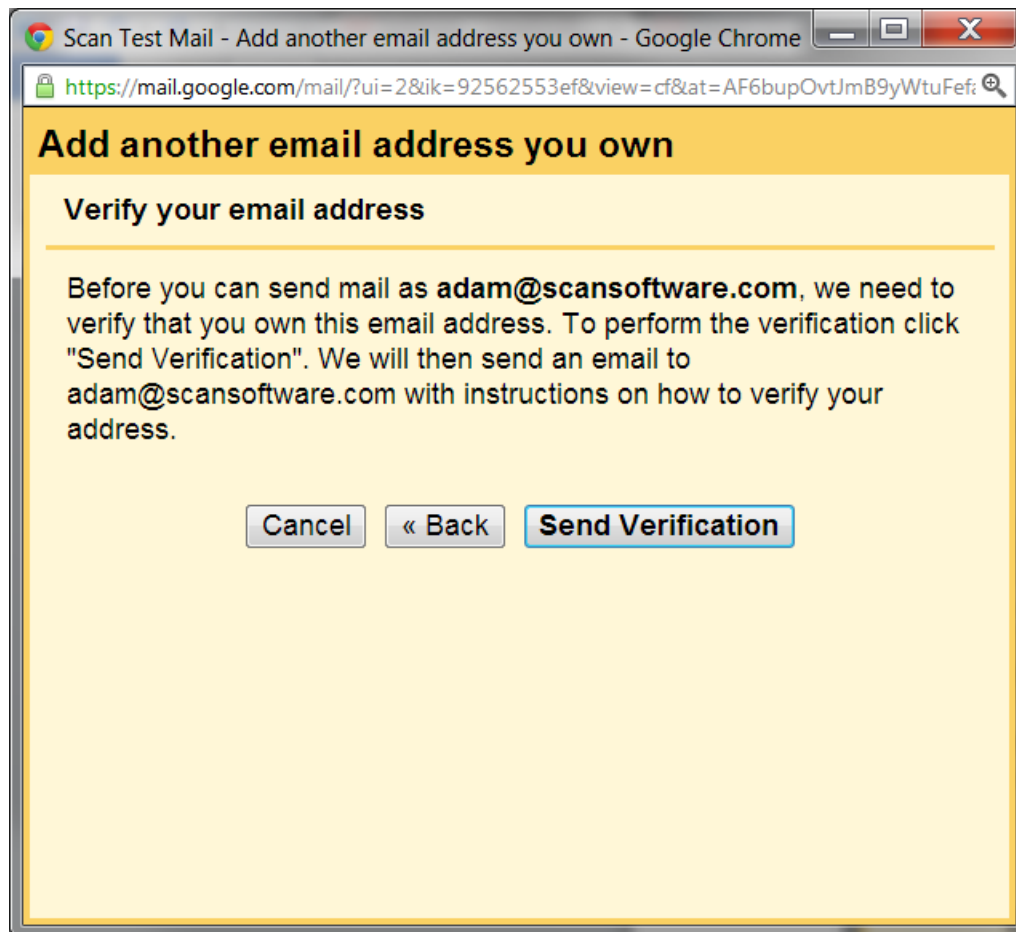 Scan Test Mail - Add another email address you own - Google Chrome
https://mail.google.com/mail/?ui=2&ik=92562553ef&view=cf&at=AF6bupOvtJmB9yWtuFefa
Add another email address you own
Verify your email address
Before you can send mail as adam@scansoftware.com, we need to
verify that you own this email address. To perform the verification click
"Send Verification". We will then send an email to
adam@scansoftware.com with instructions on how to verify your
address.
Cancel « Back Send Verification